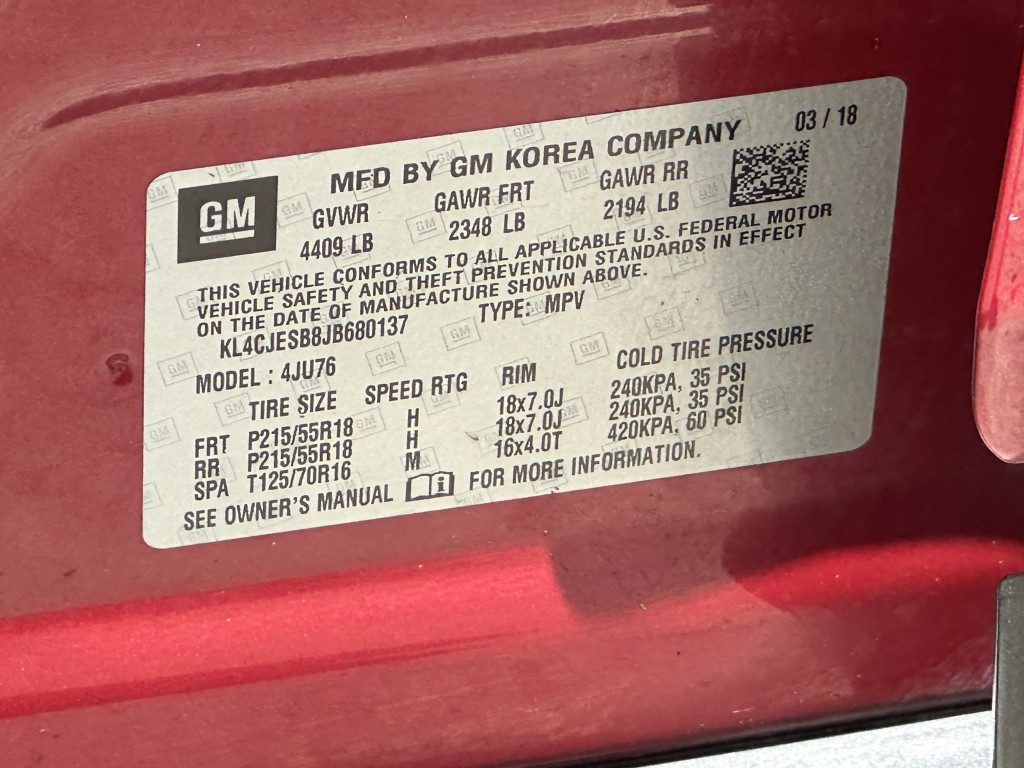 03 / 18
GM
MFD BY GM KOREA COMPANY
GVWR GAWR FRT GAWR RR
4409 LB 2348 LB 2194 LB
THIS VEHICLE CONFORMS TO ALL APPLICABLE U.S. FEDERAL MOTOR
VEHICLE SAFETY AND THEFT PREVENTION STANDARDS IN EFFECT
ON THE DATE OF MANUFACTURE SHOWN ABOVE.
KL4CJESB8JB680137 TYPE: MPV
MODEL : 4JU76
TIRE SIZE SPEED RTG RIM COLD TIRE PRESSURE
FRT P215/55R18 H 18x7.0J 240KPA, 35 PSI
RR P215/55R18 H 18x7.0J 240KPA, 35 PSI
SPA T125/70R16 M 16x4.0T 420KPA, 60 PSI
SEE OWNER'S MANUAL FOR MORE INFORMATION.